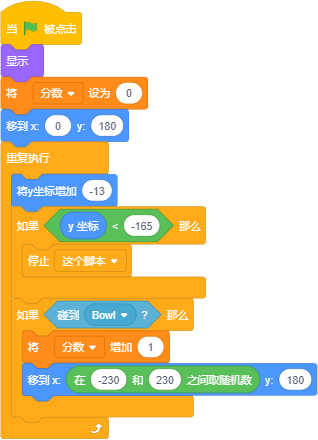 当 被点击
显示
将 分数 设为 0
移到 x: 0 y: 180
重复执行
将y坐标增加 -13
如果 y 坐标 < -165 那么
停止 这个脚本
如果 碰到 Bowl ? 那么
将 分数 增加 1
移到 x: 在 -230 和 230 之间取随机数 y: 180